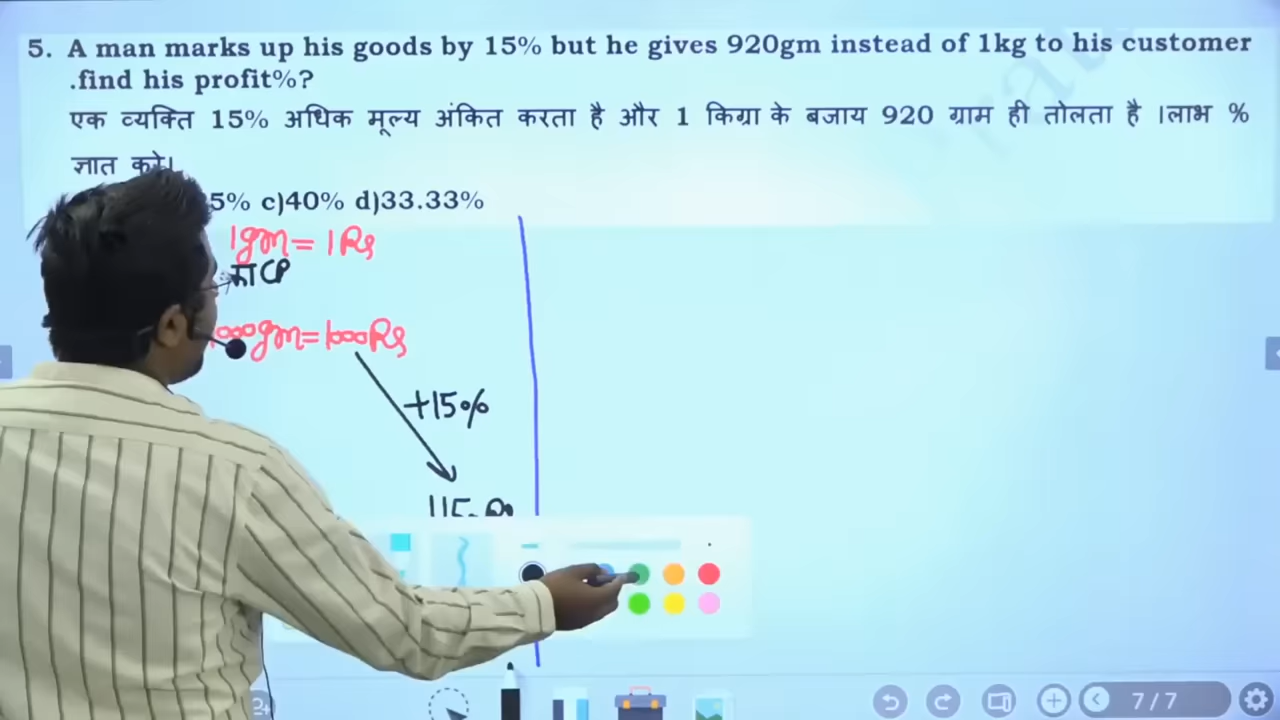 5. A man marks up his goods by 15% but he gives 920gm instead of 1kg to his customer
.find his profit%?
एक व्यक्ति 15% अधिक मूल्य अंकित करता है और 1 किग्रा के बजाय 920 ग्राम ही तोलता है ।लाभ %
ज्ञात करे।
5% c)40% d)33.33%
1gm = 1Rs
का CP
000gm = 1000Rs
+15%
7/7